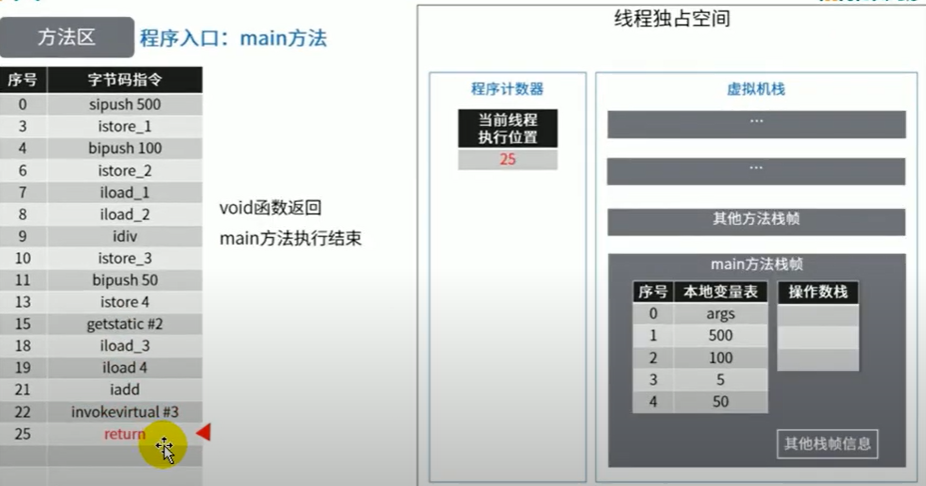 方法区
程序入口：main方法
序号 字节码指令
0 sipush 500
3 istore_1
4 bipush 100
6 istore_2
7 iload_1
8 iload_2
9 idiv
10 istore_3
11 bipush 50
13 istore 4
15 getstatic #2
18 iload_3
19 iload 4
21 iadd
22 invokevirtual #3
25 return
void函数返回
main方法执行结束
线程独占空间
程序计数器
当前线程
执行位置
25
虚拟机栈
...
...
其他方法栈帧
main方法栈帧
序号 本地变量表 操作数栈
0 args
1 500
2 100
3 5
4 50
其他栈帧信息